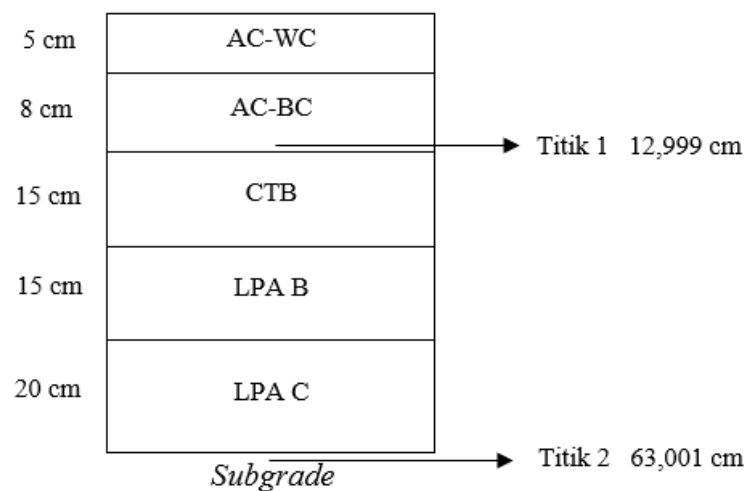 5 cm AC-WC
8 cm AC-BC
Titik 1 12,999 cm
15 cm CTB
15 cm LPA B
20 cm LPA C
Titik 2 63,001 cm
Subgrade